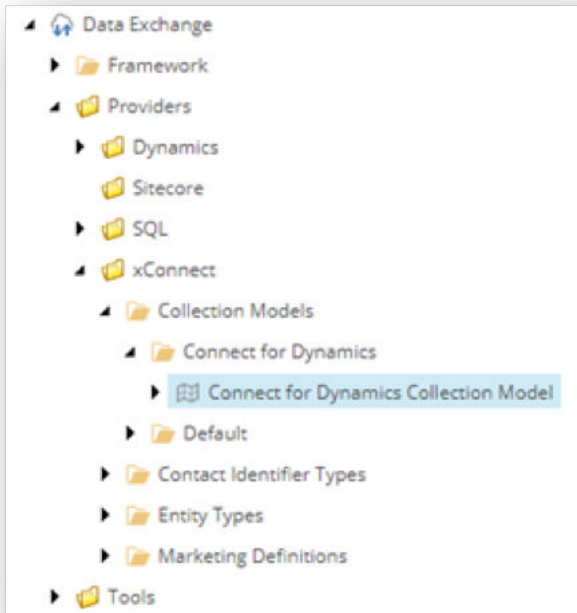 Data Exchange
Framework
Providers
Dynamics
Sitecore
SQL
xConnect
Collection Models
Connect for Dynamics
Connect for Dynamics Collection Model
Default
Contact Identifier Types
Entity Types
Marketing Definitions
Tools